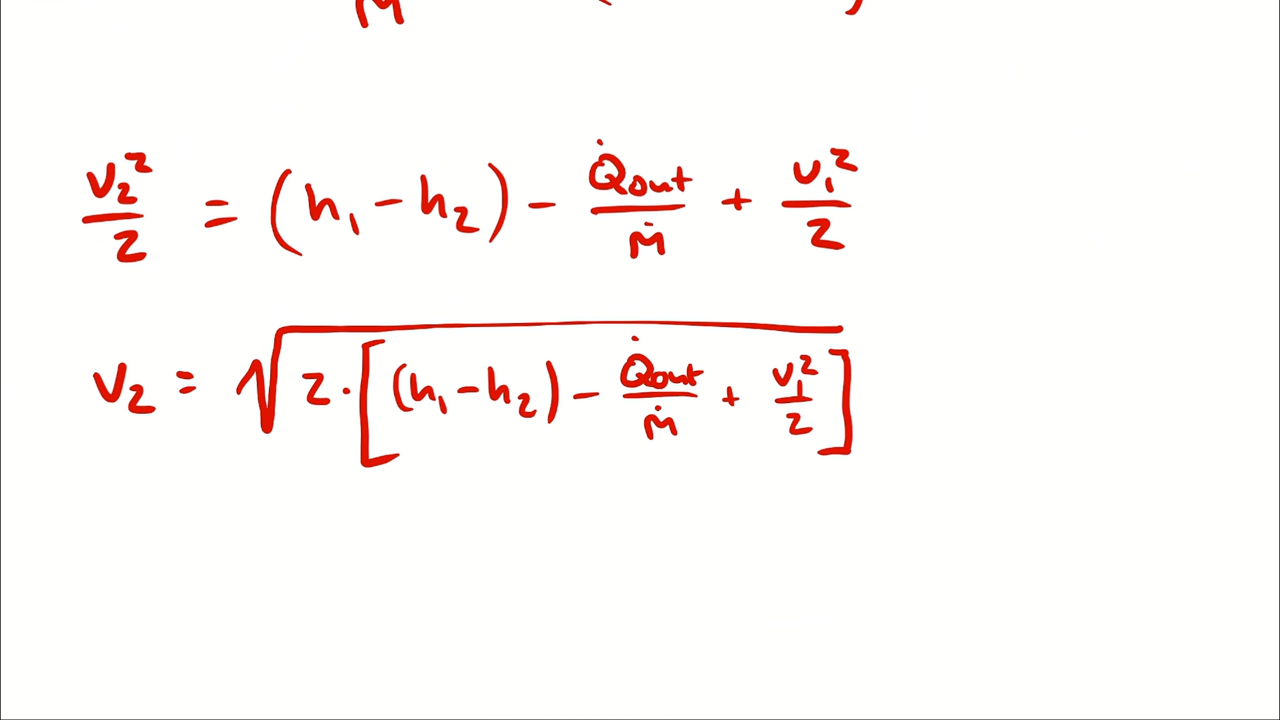 v₂²/2 = (h₁ - h₂) - Q̇out/ṁ + v₁²/2
v₂ = √(2·[(h₁-h₂) - Q̇out/ṁ + v₁²/2])